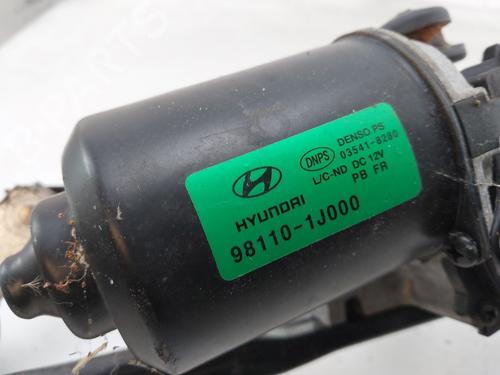 DNPS
DENSO PS
03541-8280
L/C-ND DC 12V
PB FR
HYUNDAI
98110-1J000